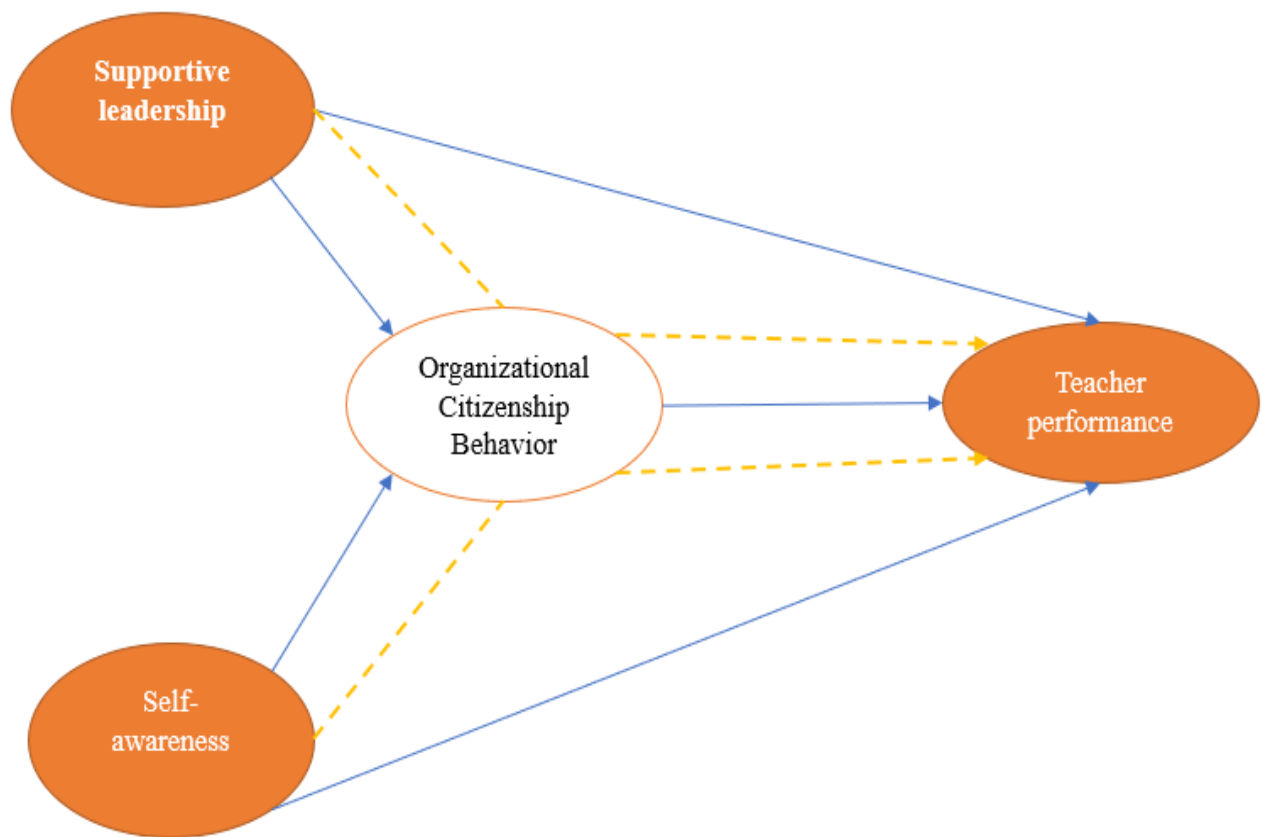 Supportive
leadership
Organizational
Citizenship
Behavior
Teacher
performance
Self-
awareness